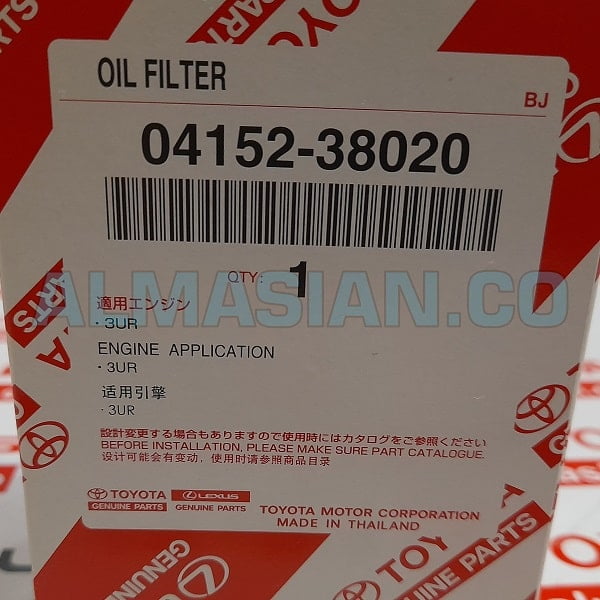 OIL FILTER
BJ
04152-38020
QTY: 1
ALMASIAN.CO
適用エンジン
・3UR
ENGINE APPLICATION
・3UR
适用引擎
・3UR
設計変更する場合もありますので使用時にはカタログをご参照ください
BEFORE INSTALLATION, PLEASE MAKE SURE PART CATALOGUE.
设计可能会有变动，使用时请参照商品目录
TOYOTA LEXUS
GENUINE PARTS GENUINE PARTS
TOYOTA MOTOR CORPORATION
MADE IN THAILAND
PARTS
GENUINE
TOYO
GENUINE PARTS